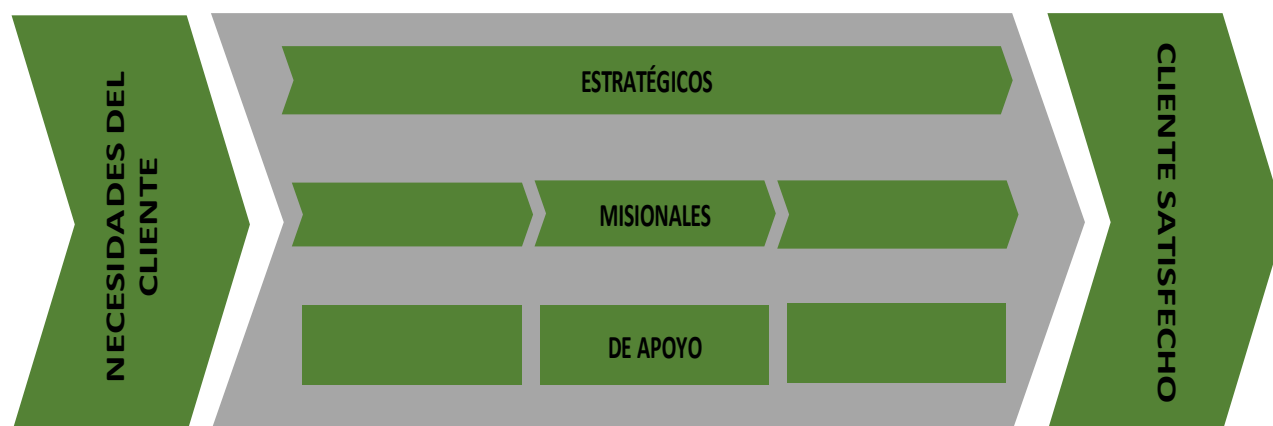 NECESIDADES DEL
CLIENTE
ESTRATÉGICOS
MISIONALES
DE APOYO
CLIENTE SATISFECHO